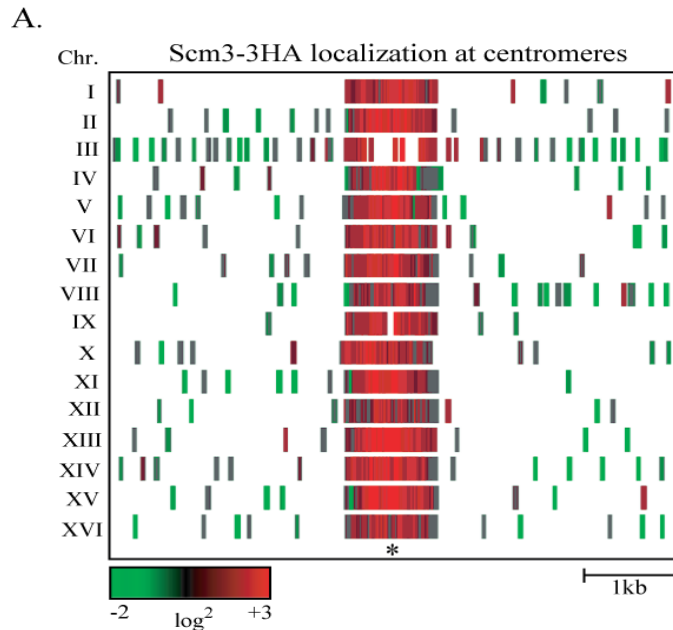 A.
Chr. Scm3-3HA localization at centromeres
I
II
III
IV
V
VI
VII
VIII
IX
X
XI
XII
XIII
XIV
XV
XVI
*
-2 log² +3
1kb